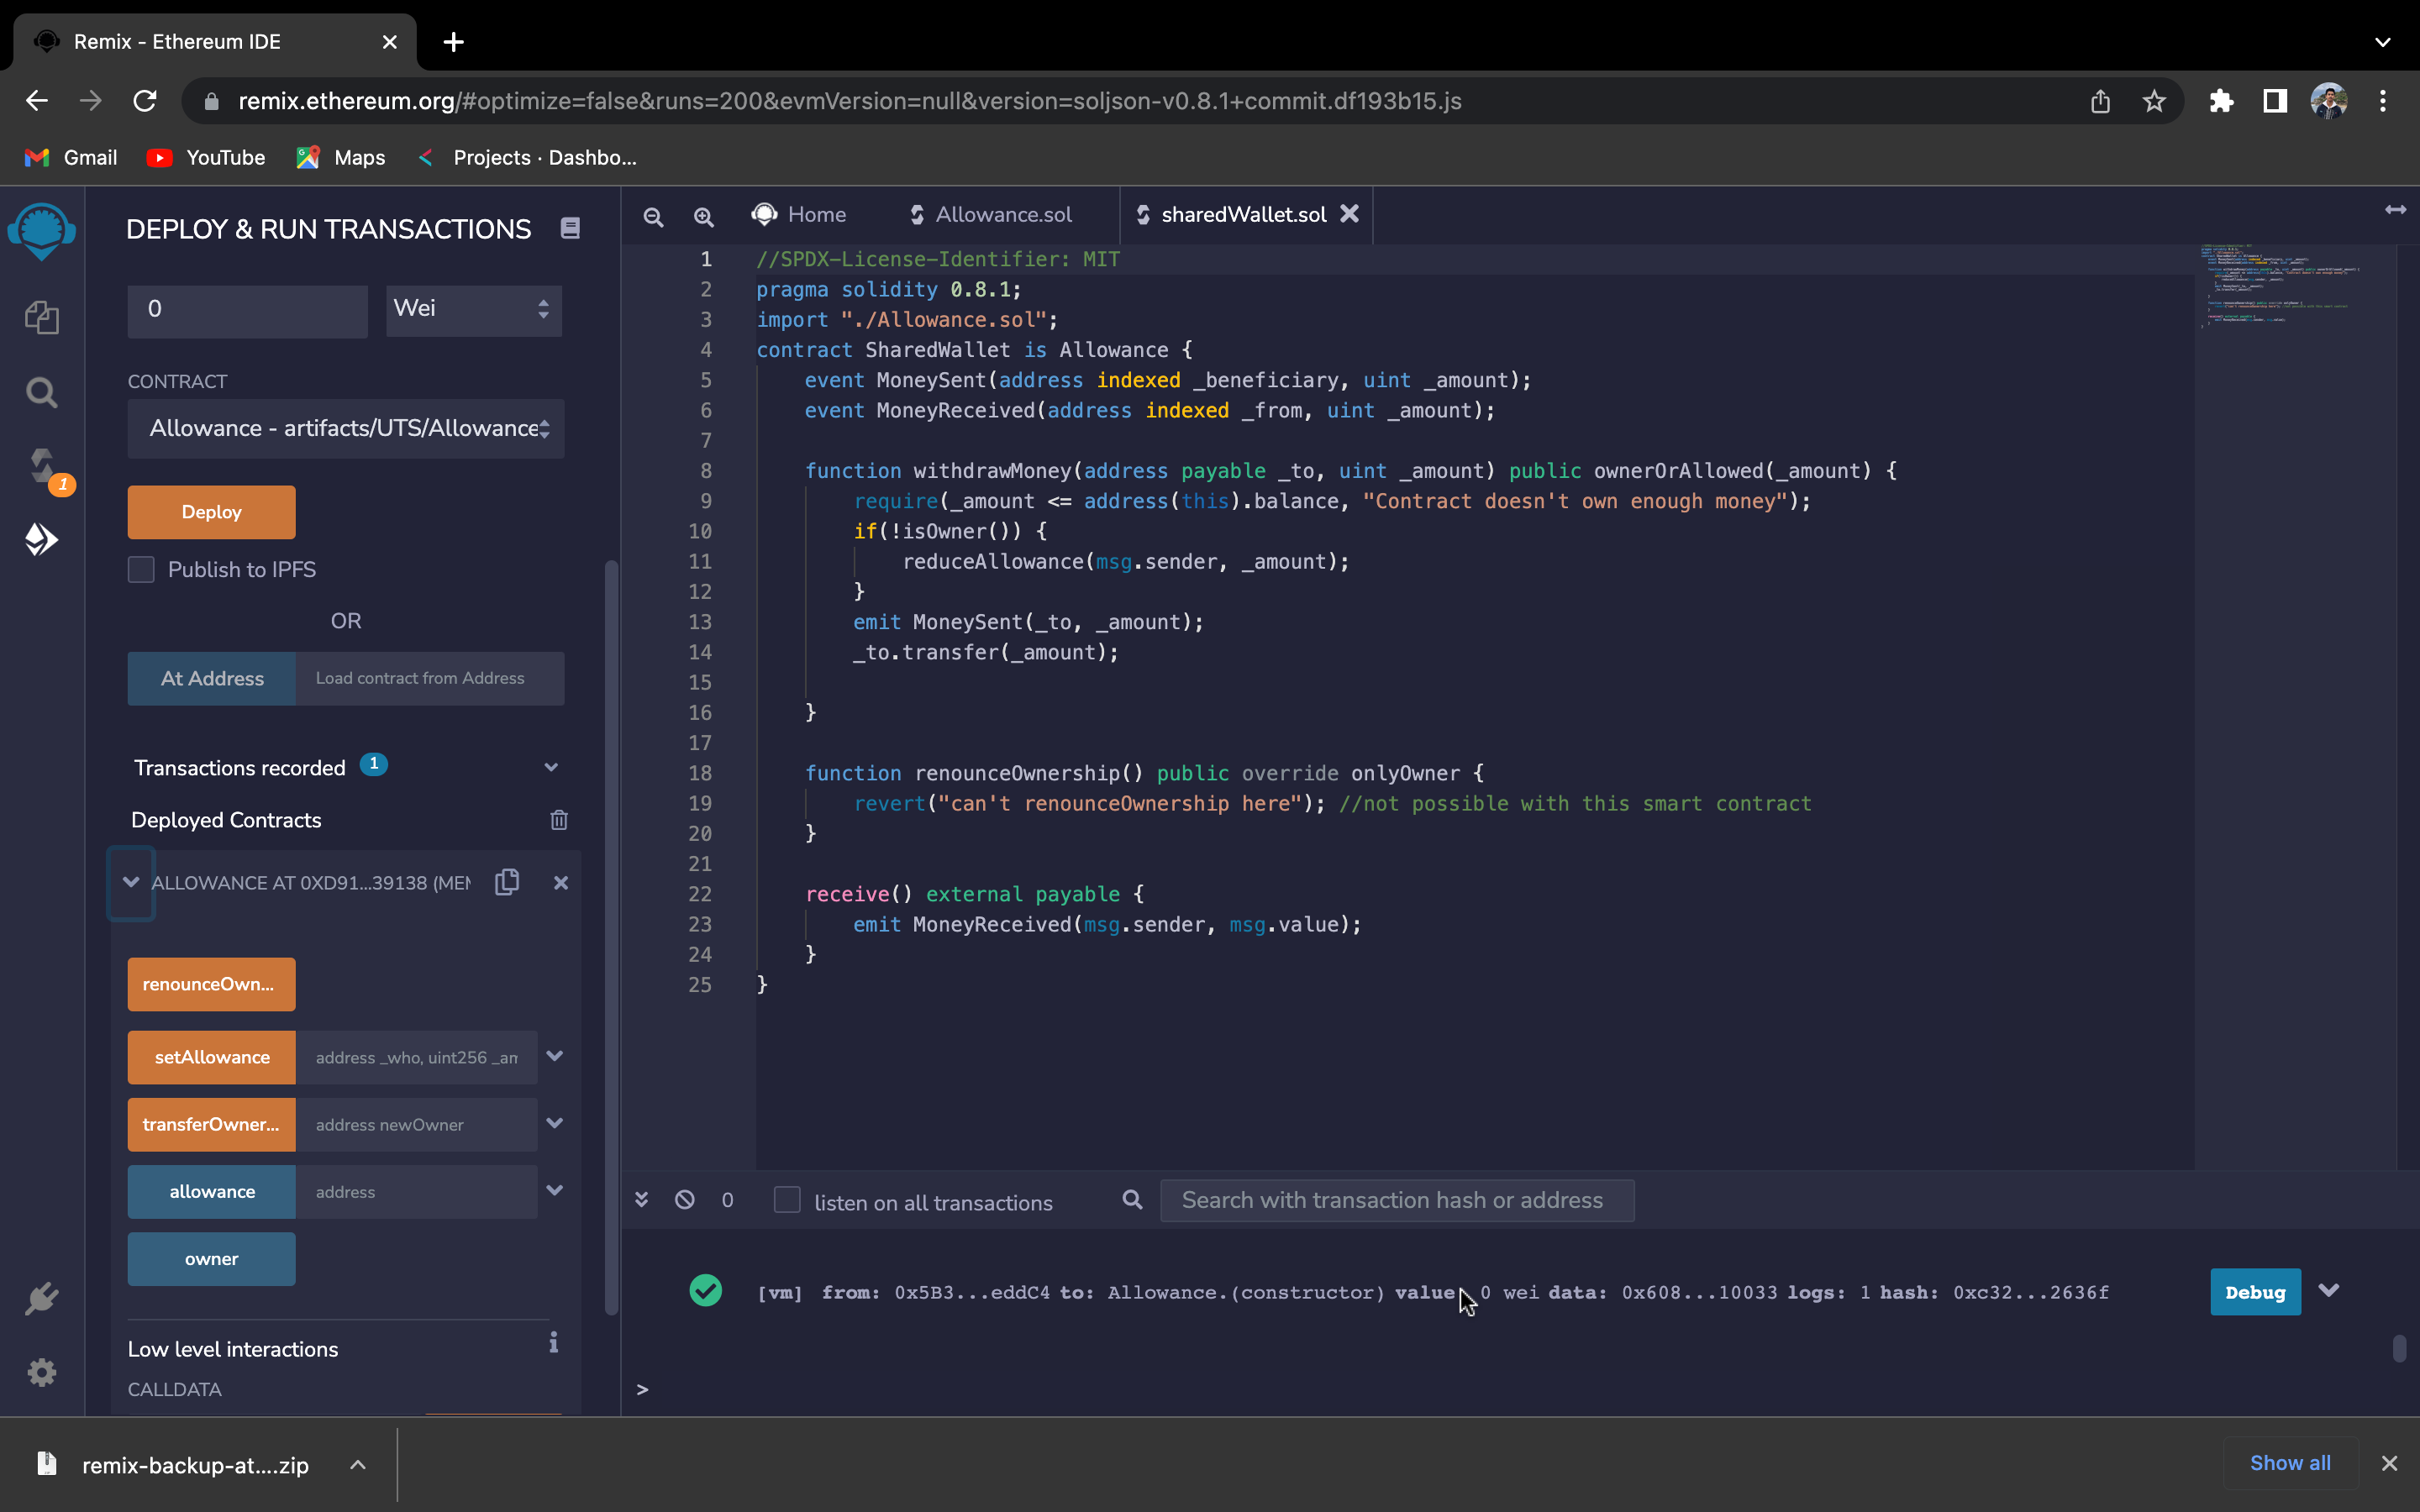 Remix - Ethereum IDE
remix.ethereum.org/#optimize=false&runs=200&evmVersion=null&version=soljson-v0.8.1+commit.df193b15.js
Gmail YouTube Maps Projects · Dashbo...
DEPLOY & RUN TRANSACTIONS
0 Wei
CONTRACT
Allowance - artifacts/UTS/Allowance
Deploy
Publish to IPFS
OR
At Address Load contract from Address
Transactions recorded 1
Deployed Contracts
ALLOWANCE AT 0XD91...39138 (MEM
renounceOwn...
setAllowance address _who, uint256 _am
transferOwner... address newOwner
allowance address
owner
Low level interactions
CALLDATA
1
Home Allowance.sol sharedWallet.sol
1 //SPDX-License-Identifier: MIT
2 pragma solidity 0.8.1;
3 import "./Allowance.sol";
4 contract SharedWallet is Allowance {
5 event MoneySent(address indexed _beneficiary, uint _amount);
6 event MoneyReceived(address indexed _from, uint _amount);
7
8 function withdrawMoney(address payable _to, uint _amount) public ownerOrAllowed(_amount) {
9 require(_amount <= address(this).balance, "Contract doesn't own enough money");
10 if(!isOwner()) {
11 reduceAllowance(msg.sender, _amount);
12 }
13 emit MoneySent(_to, _amount);
14 _to.transfer(_amount);
15
16 }
17
18 function renounceOwnership() public override onlyOwner {
19 revert("can't renounceOwnership here"); //not possible with this smart contract
20 }
21
22 receive() external payable {
23 emit MoneyReceived(msg.sender, msg.value);
24 }
25 }
0 listen on all transactions Search with transaction hash or address
[vm] from: 0x5B3...eddC4 to: Allowance.(constructor) value 0 wei data: 0x608...10033 logs: 1 hash: 0xc32...2636f Debug
>
remix-backup-at....zip Show all